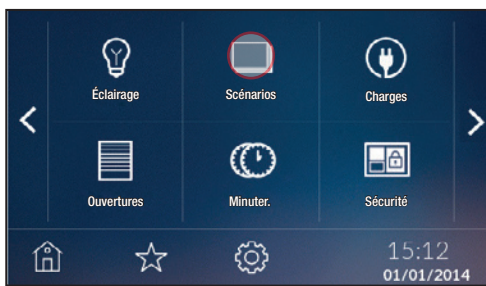 Éclairage
Scénarios
Charges
Ouvertures
Minuter.
Sécurité
15:12
01/01/2014